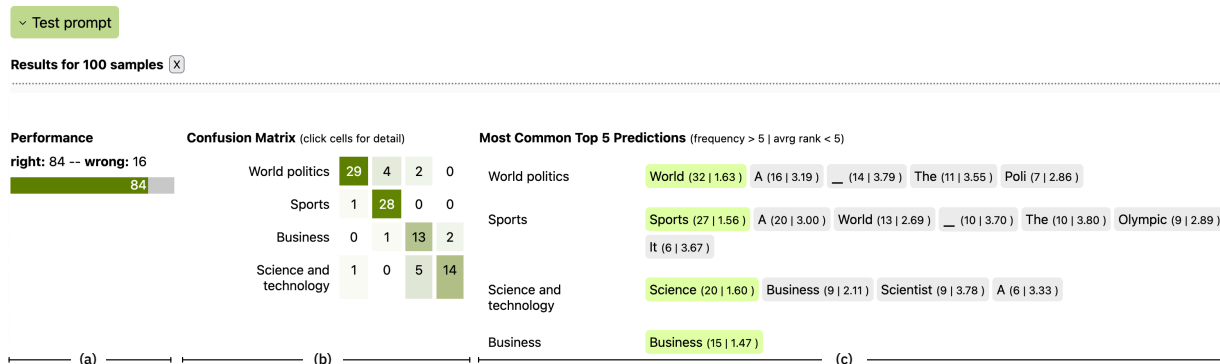 Test prompt
Results for 100 samples X
Performance
right: 84 -- wrong: 16
84
Confusion Matrix (click cells for detail)
World politics 29 4 2 0
Sports 1 28 0 0
Business 0 1 13 2
Science and technology 1 0 5 14
Most Common Top 5 Predictions (frequency > 5 | avrg rank < 5)
World politics World (32 | 1.63 ) A (16 | 3.19 ) __ (14 | 3.79 ) The (11 | 3.55 ) Poli (7 | 2.86 )
Sports Sports (27 | 1.56 ) A (20 | 3.00 ) World (13 | 2.69 ) __ (10 | 3.70 ) The (10 | 3.80 ) Olympic (9 | 2.89 )
It (6 | 3.67 )
Science and technology Science (20 | 1.60 ) Business (9 | 2.11 ) Scientist (9 | 3.78 ) A (6 | 3.33 )
Business Business (15 | 1.47 )
(a) (b) (c)